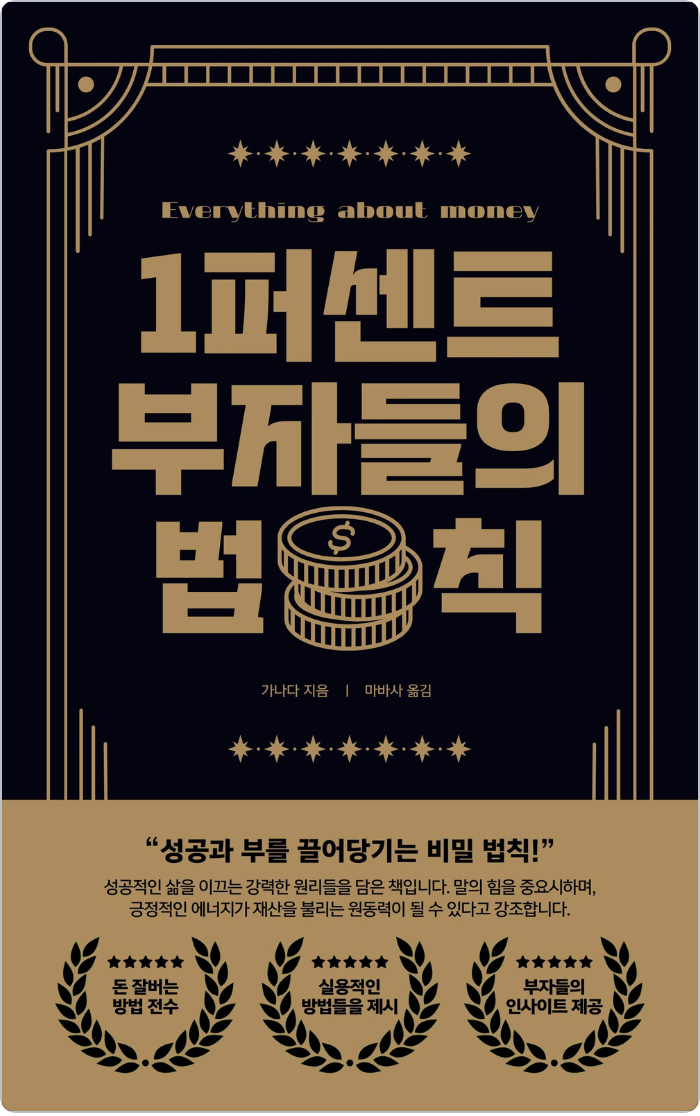 Everything about money
1퍼센트
부자들의
법칙
$
가나다 지음 | 마바사 옮김
“성공과 부를 끌어당기는 비밀 법칙!”
성공적인 삶을 이끄는 강력한 원리들을 담은 책입니다. 말의 힘을 중요시하며,
긍정적인 에너지가 재산을 불리는 원동력이 될 수 있다고 강조합니다.
돈 잘버는
방법 전수
실용적인
방법들을 제시
부자들의
인사이트 제공